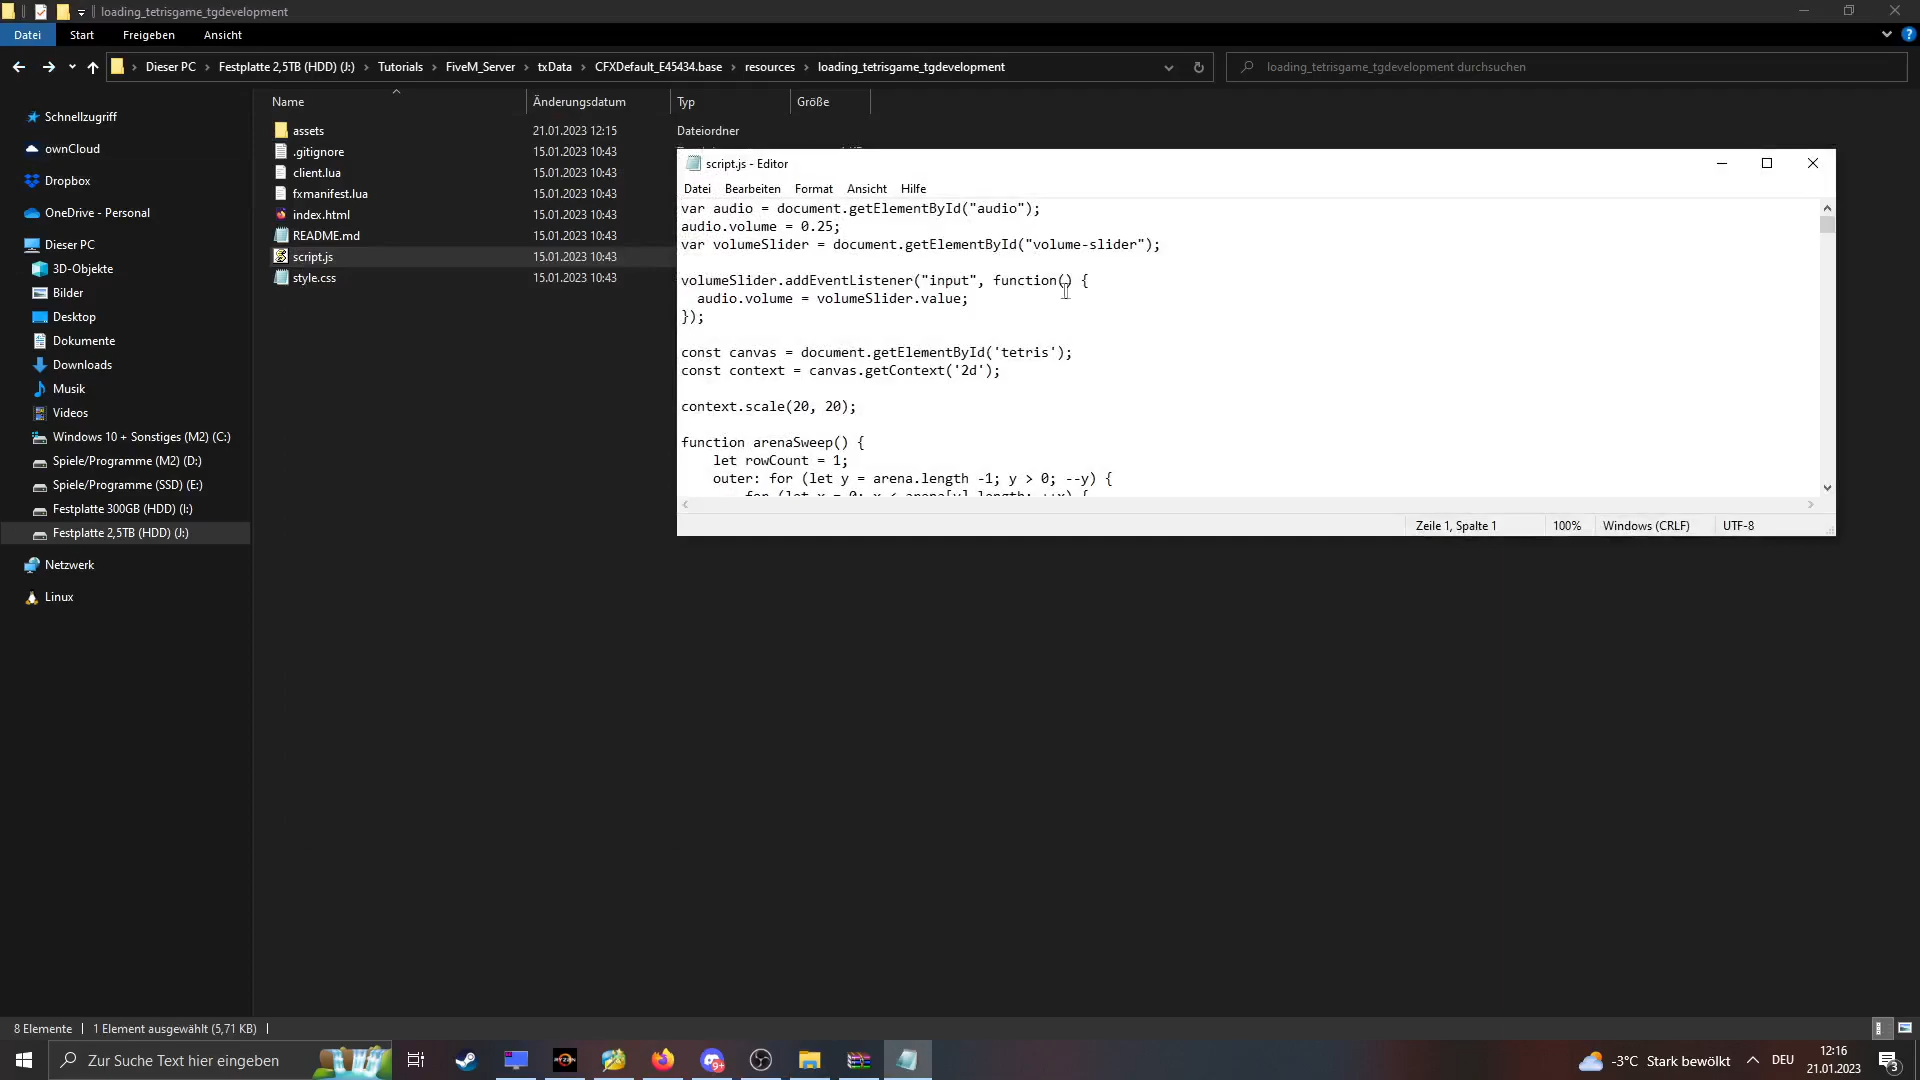 loading_tetrisgame_tgdevelopment
Datei Start Freigeben Ansicht
Dieser PC Festplatte 2,5TB (HDD) (J:) Tutorials FiveM_Server txData CFXDefault_E45434.base resources loading_tetrisgame_tgdevelopment
loading_tetrisgame_tgdevelopment durchsuchen
Schnellzugriff
ownCloud
Dropbox
OneDrive - Personal
Dieser PC
3D-Objekte
Bilder
Desktop
Dokumente
Downloads
Musik
Videos
Windows 10 + Sonstiges (M2) (C:)
Spiele/Programme (M2) (D:)
Spiele/Programme (SSD) (E:)
Festplatte 300GB (HDD) (I:)
Festplatte 2,5TB (HDD) (J:)
Netzwerk
Linux
Name Änderungsdatum Typ Größe
assets 21.01.2023 12:15 Dateiordner
.gitignore 15.01.2023 10:43
client.lua 15.01.2023 10:43
fxmanifest.lua 15.01.2023 10:43
index.html 15.01.2023 10:43
README.md 15.01.2023 10:43
script.js 15.01.2023 10:43
style.css 15.01.2023 10:43
script.js - Editor
Datei Bearbeiten Format Ansicht Hilfe
var audio = document.getElementById("audio");
audio.volume = 0.25;
var volumeSlider = document.getElementById("volume-slider");
volumeSlider.addEventListener("input", function() {
audio.volume = volumeSlider.value;
});
const canvas = document.getElementById('tetris');
const context = canvas.getContext('2d');
context.scale(20, 20);
function arenaSweep() {
let rowCount = 1;
outer: for (let y = arena.length -1; y > 0; --y) {
for (let x = 0; x < arena[y].length; ++x) {
Zeile 1, Spalte 1 100% Windows (CRLF) UTF-8
8 Elemente 1 Element ausgewählt (5,71 KB)
Zur Suche Text hier eingeben
RYZEN
9+
-3°C Stark bewölkt
DEU
12:16
21.01.2023
3